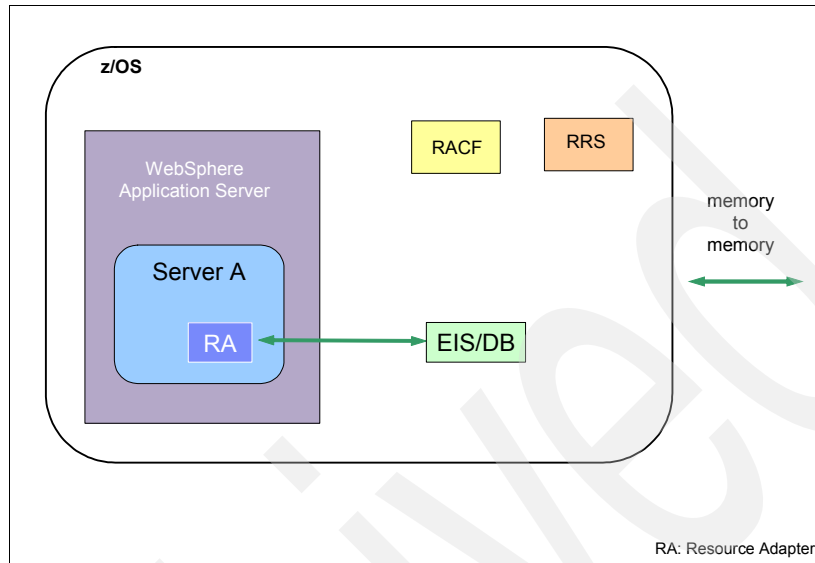 z/OS
WebSphere
Application Server
RACF
RRS
memory
to
memory
Server A
RA
EIS/DB
RA: Resource Adapter